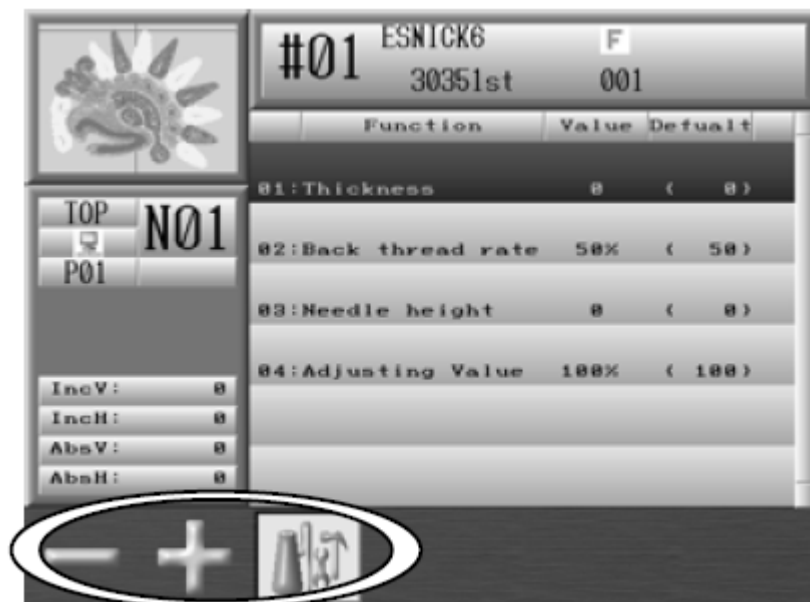 #01 ESNICK6 F
30351st 001
Function Value Defualt
01:Thickness 0 ( 0)
02:Back thread rate 50% ( 50)
03:Needle height 0 ( 0)
04:Adjusting Value 100% ( 100)
TOP N01
P01
IncV: 0
IncH: 0
AbsV: 0
AbsH: 0